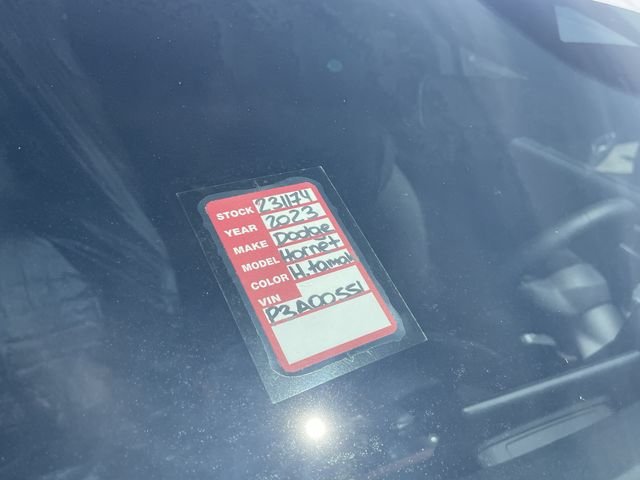 STOCK 231174
YEAR 2023
MAKE Dodge
MODEL Hornet
COLOR H.tamal
VIN
P3A00551